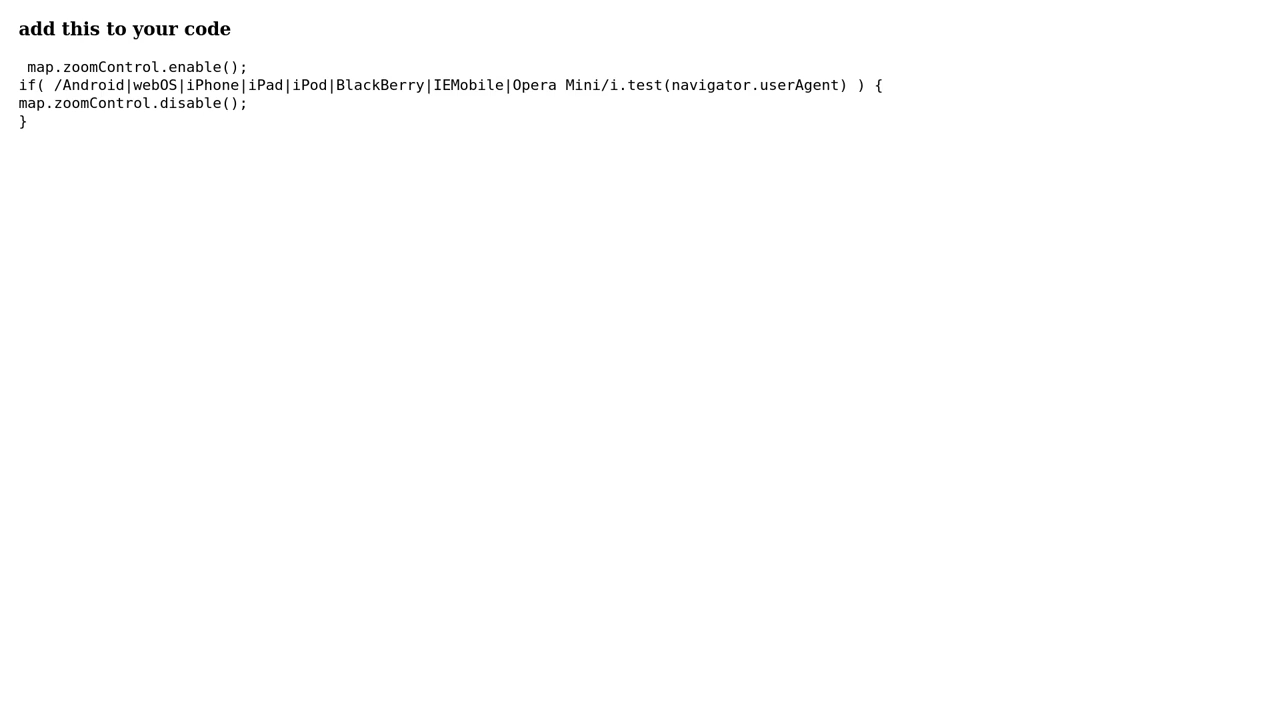 add this to your code
map.zoomControl.enable();
if( /Android|webOS|iPhone|iPad|iPod|BlackBerry|IEMobile|Opera Mini/i.test(navigator.userAgent) ) {
map.zoomControl.disable();
}